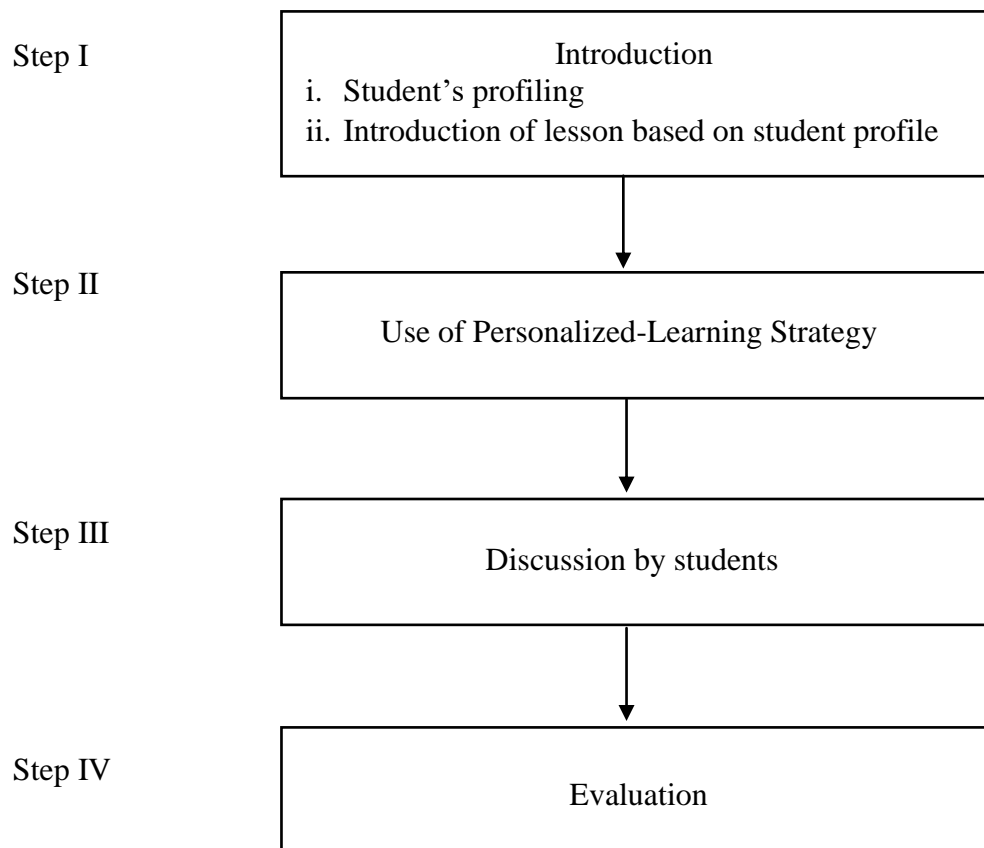 Step I
Introduction
i. Student’s profiling
ii. Introduction of lesson based on student profile
Step II
Use of Personalized-Learning Strategy
Step III
Discussion by students
Step IV
Evaluation